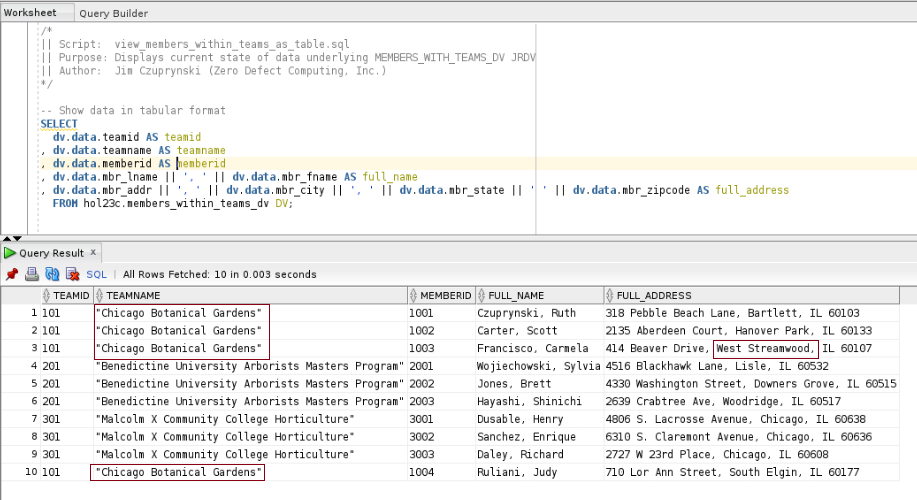 Worksheet Query Builder
/*
|| Script:  view_members_within_teams_as_table.sql
|| Purpose: Displays current state of data underlying MEMBERS_WITH_TEAMS_DV JRDV
|| Author:  Jim Czuprynski (Zero Defect Computing, Inc.)
*/
-- Show data in tabular format
SELECT
dv.data.teamid AS teamid
, dv.data.teamname AS teamname
, dv.data.memberid AS memberid
, dv.data.mbr_lname || ', ' || dv.data.mbr_fname AS full_name
, dv.data.mbr_addr || ', ' || dv.data.mbr_city || ', ' || dv.data.mbr_state || ' ' || dv.data.mbr_zipcode AS full_address
FROM hol23c.members_within_teams_dv DV;
Query Result x
SQL | All Rows Fetched: 10 in 0.003 seconds
TEAMID TEAMNAME MEMBERID FULL_NAME FULL_ADDRESS
1 101 "Chicago Botanical Gardens" 1001 Czuprynski, Ruth 318 Pebble Beach Lane, Bartlett, IL 60103
2 101 "Chicago Botanical Gardens" 1002 Carter, Scott 2135 Aberdeen Court, Hanover Park, IL 60133
3 101 "Chicago Botanical Gardens" 1003 Francisco, Carmela 414 Beaver Drive, West Streamwood, IL 60107
4 201 "Benedictine University Arborists Masters Program" 2001 Wojiechowski, Sylvia 4516 Blackhawk Lane, Lisle, IL 60532
5 201 "Benedictine University Arborists Masters Program" 2002 Jones, Brett 4330 Washington Street, Downers Grove, IL 60515
6 201 "Benedictine University Arborists Masters Program" 2003 Hayashi, Shinichi 2639 Crabtree Ave, Woodridge, IL 60517
7 301 "Malcolm X Community College Horticulture" 3001 Dusable, Henry 4806 S. Lacrosse Avenue, Chicago, IL 60638
8 301 "Malcolm X Community College Horticulture" 3002 Sanchez, Enrique 6310 S. Claremont Avenue, Chicago, IL 60636
9 301 "Malcolm X Community College Horticulture" 3003 Daley, Richard 2727 W 23rd Place, Chicago, IL 60608
10 101 "Chicago Botanical Gardens" 1004 Ruliani, Judy 710 Lor Ann Street, South Elgin, IL 60177